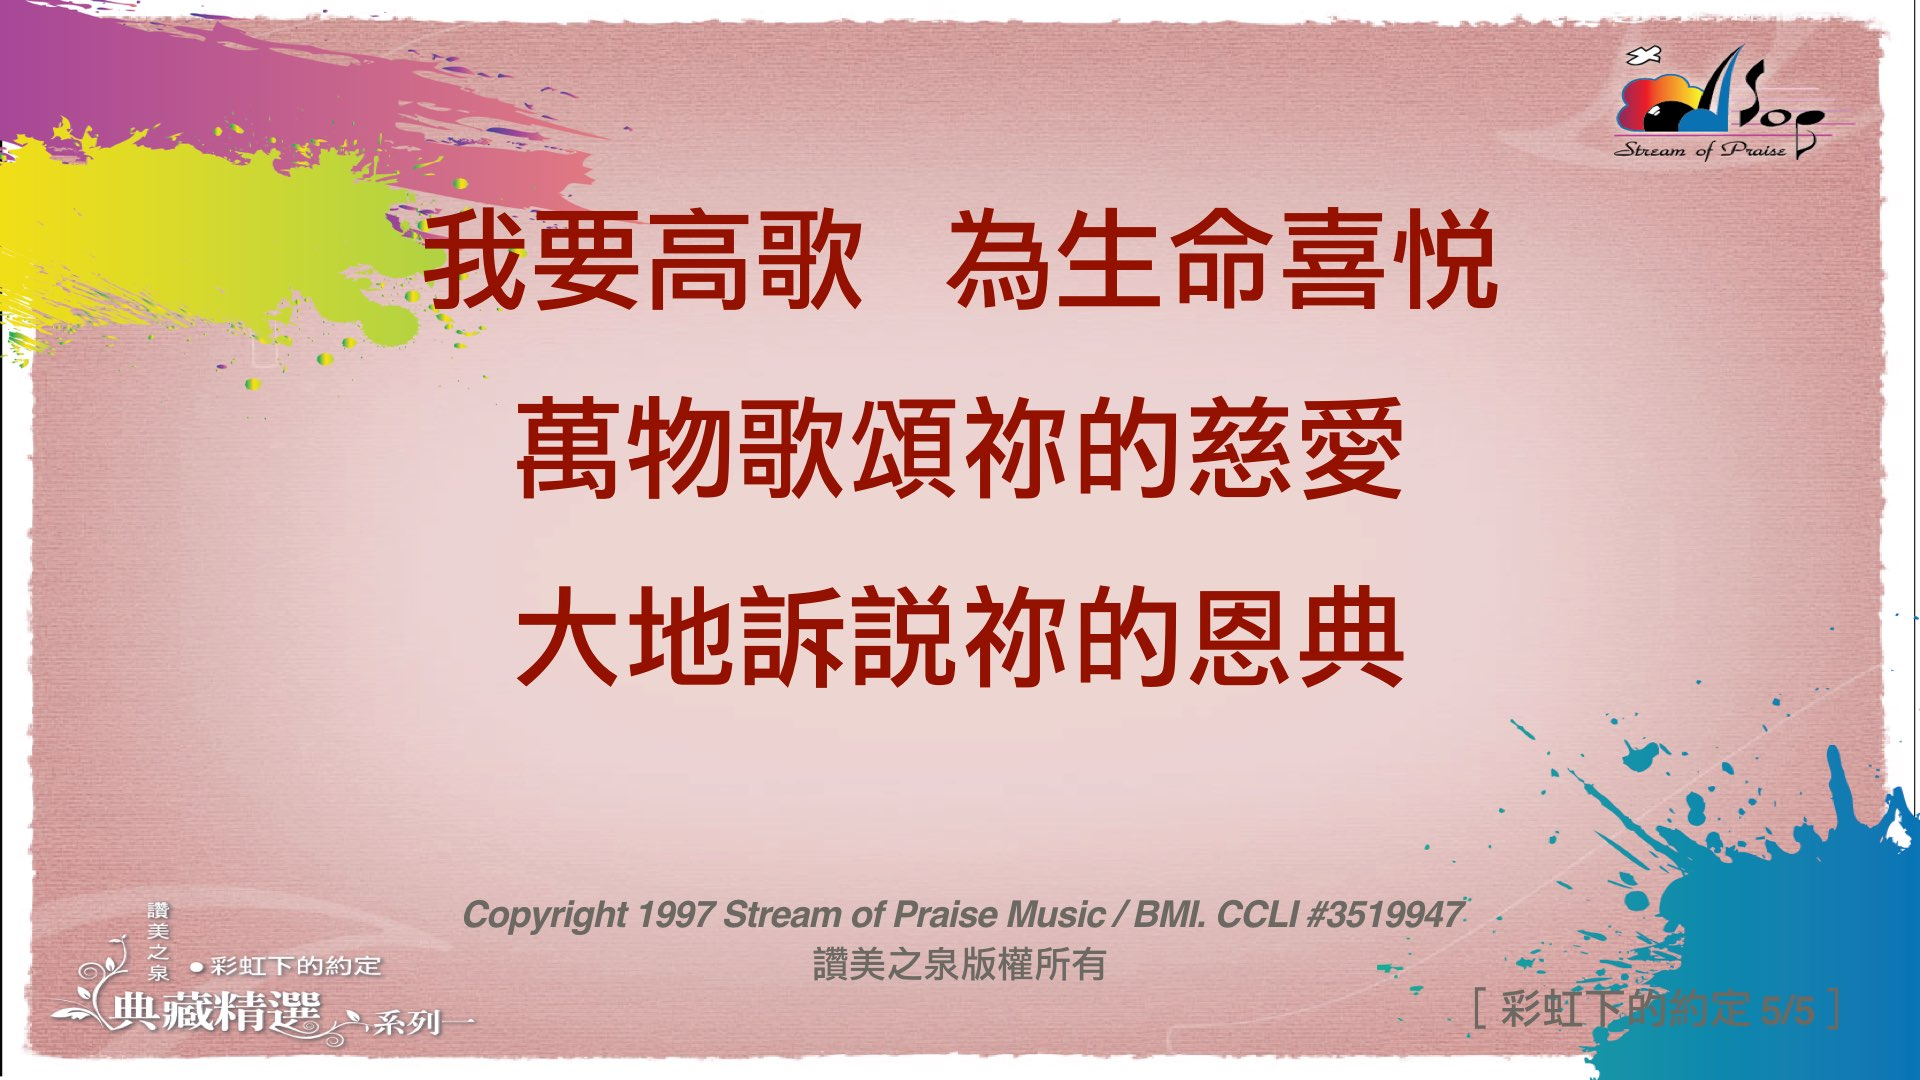 Sop
Stream of Praise
我要高歌 為生命喜悦
萬物歌頌祢的慈愛
大地訴説祢的恩典
Copyright 1997 Stream of Praise Music / BMI. CCLI #3519947
讚美之泉版權所有
讚美之泉
•彩虹下的約定
典藏精選 系列一
[ 彩虹下的約定 5/5 ]